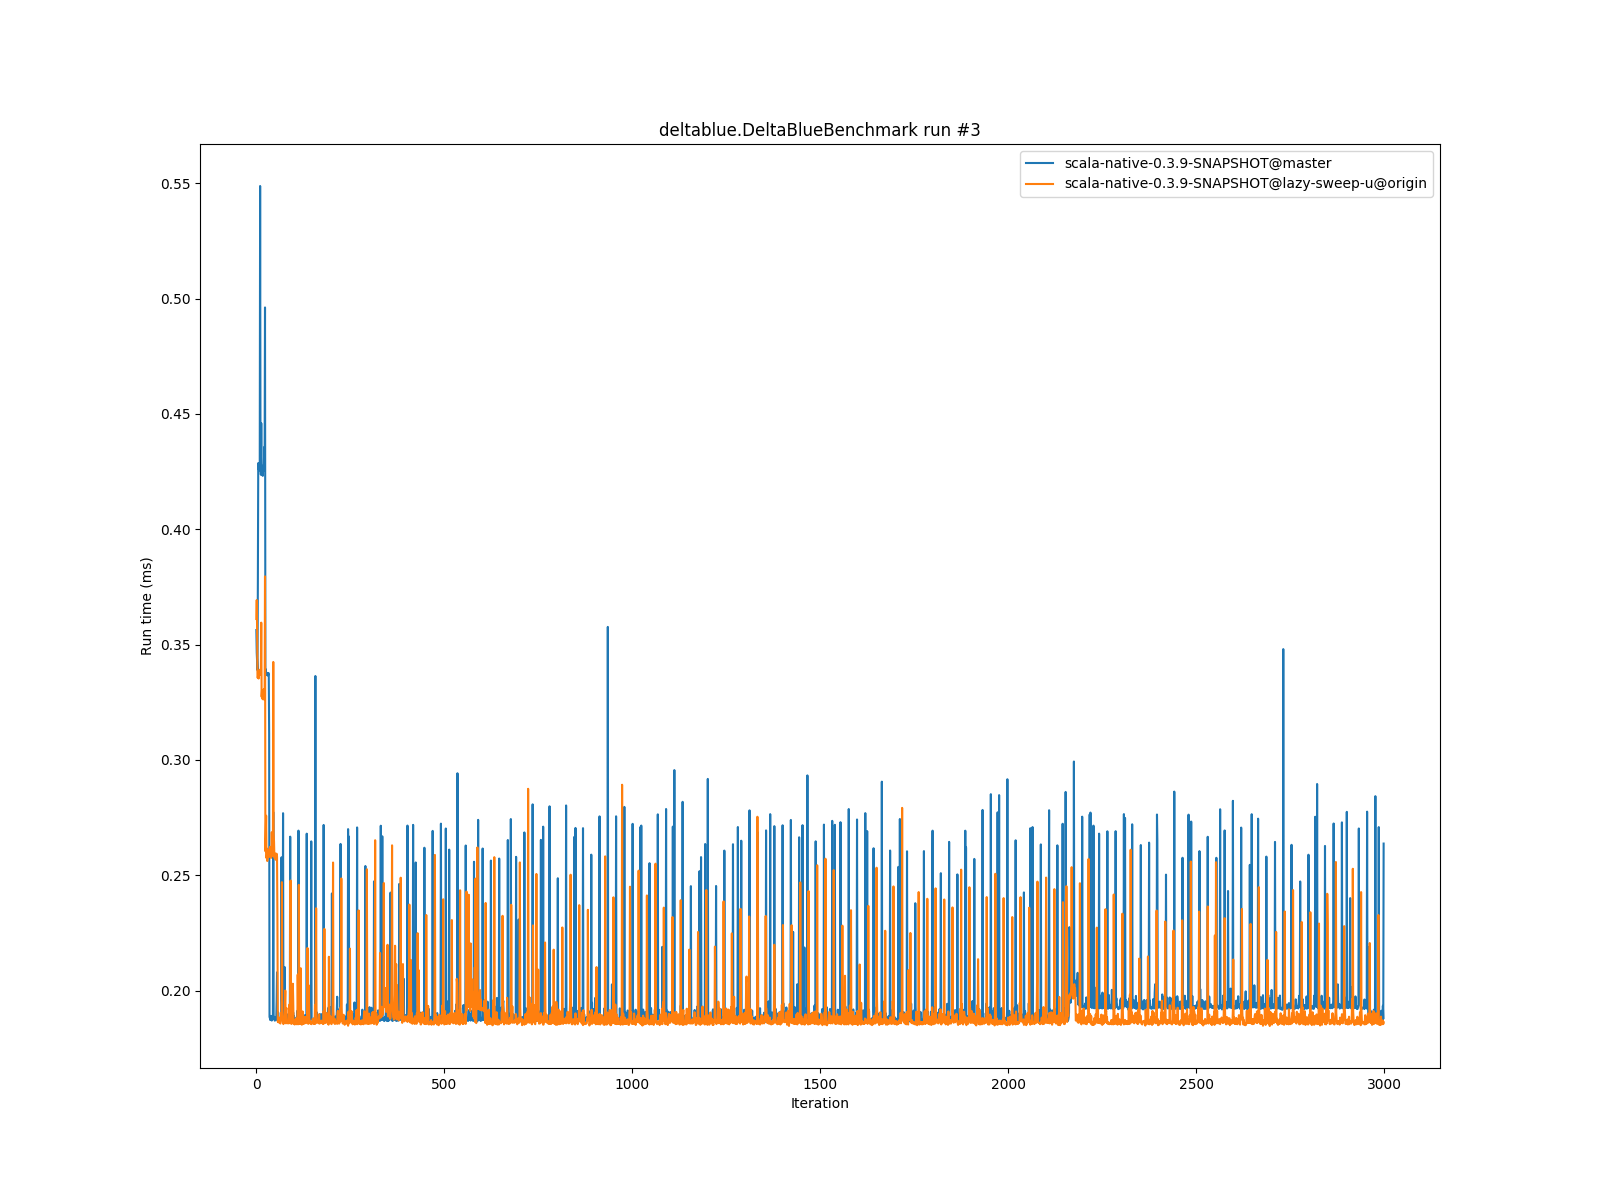 deltablue.DeltaBlueBenchmark run #3
scala-native-0.3.9-SNAPSHOT@master
scala-native-0.3.9-SNAPSHOT@lazy-sweep-u@origin
0.55
0.50
0.45
0.40
0.35
0.30
0.25
0.20
Run time (ms)
0 500 1000 1500 2000 2500 3000
Iteration